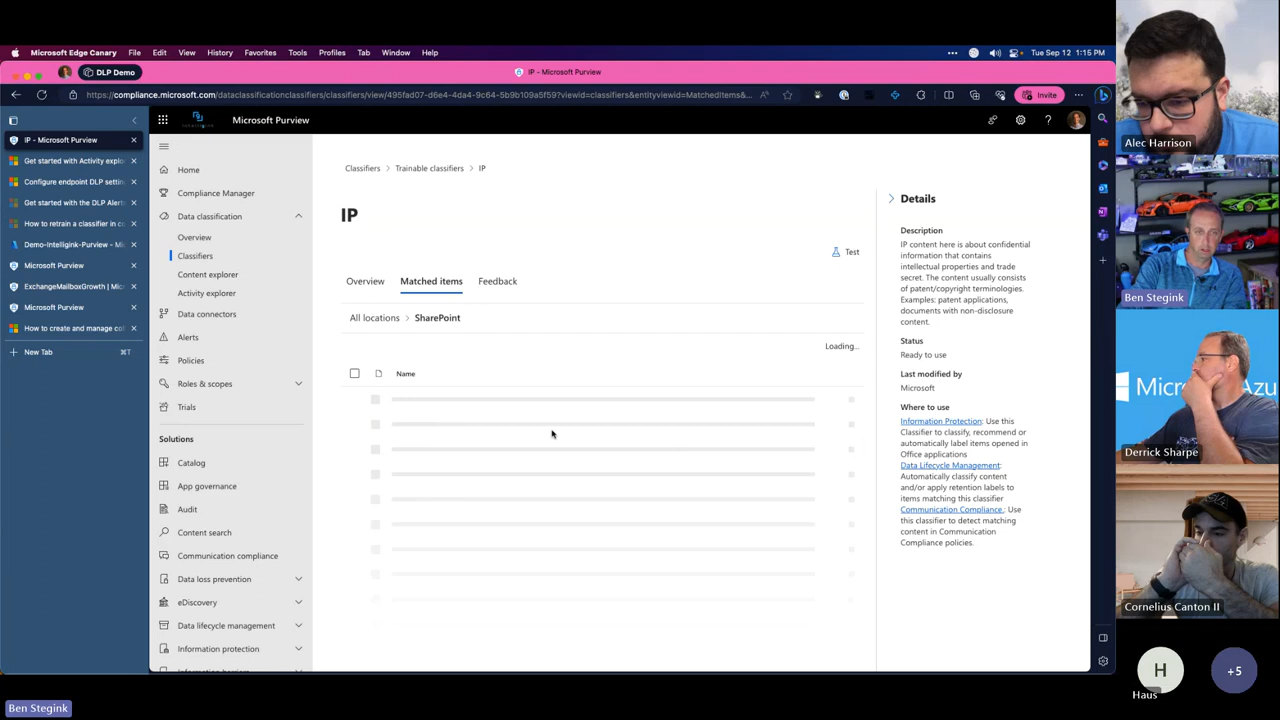 Microsoft Edge Canary File Edit View History Favorites Tools Profiles Tab Window Help
Tue Sep 12 1:15 PM
DLP Demo
IP - Microsoft Purview
https://compliance.microsoft.com/dataclassificationclassifiers/classifiers/view/495fad07-d6e4-4da4-9c64-5b9b109a5f59?viewid=classifiers&entityviewid=MatchedItems&...
Invite
IP - Microsoft Purview
Get started with Activity explo
Configure endpoint DLP settin
Get started with the DLP Alert
How to retrain a classifier in co
Demo-Intelligink-Purview - Mi
Microsoft Purview
ExchangeMailboxGrowth | Mic
Microsoft Purview
How to create and manage co
New Tab ⌘T
Microsoft Purview
Home
Compliance Manager
Data classification
Overview
Classifiers
Content explorer
Activity explorer
Data connectors
Alerts
Policies
Roles & scopes
Trials
Solutions
Catalog
App governance
Audit
Content search
Communication compliance
Data loss prevention
eDiscovery
Data lifecycle management
Information protection
Information barriers
Classifiers > Trainable classifiers > IP
IP
Test
Overview Matched items Feedback
All locations > SharePoint
Loading...
Name
Details
Description
IP content here is about confidential
information that contains
intellectual properties and trade
secret. The content usually consists
of patent/copyright terminologies.
Examples: patent applications,
documents with non-disclosure
content.
Status
Ready to use
Last modified by
Microsoft
Where to use
Information Protection: Use this
Classifier to classify, recommend or
automatically label items opened in
Office applications
Data Lifecycle Management:
Automatically classify content
and/or apply retention labels to
items matching this classifier
Communication Compliance.: Use
this classifier to detect matching
content in Communication
Compliance policies.
Alec Harrison
Ben Stegink
Derrick Sharpe
Cornelius Canton II
H
Haus
+5
Ben Stegink